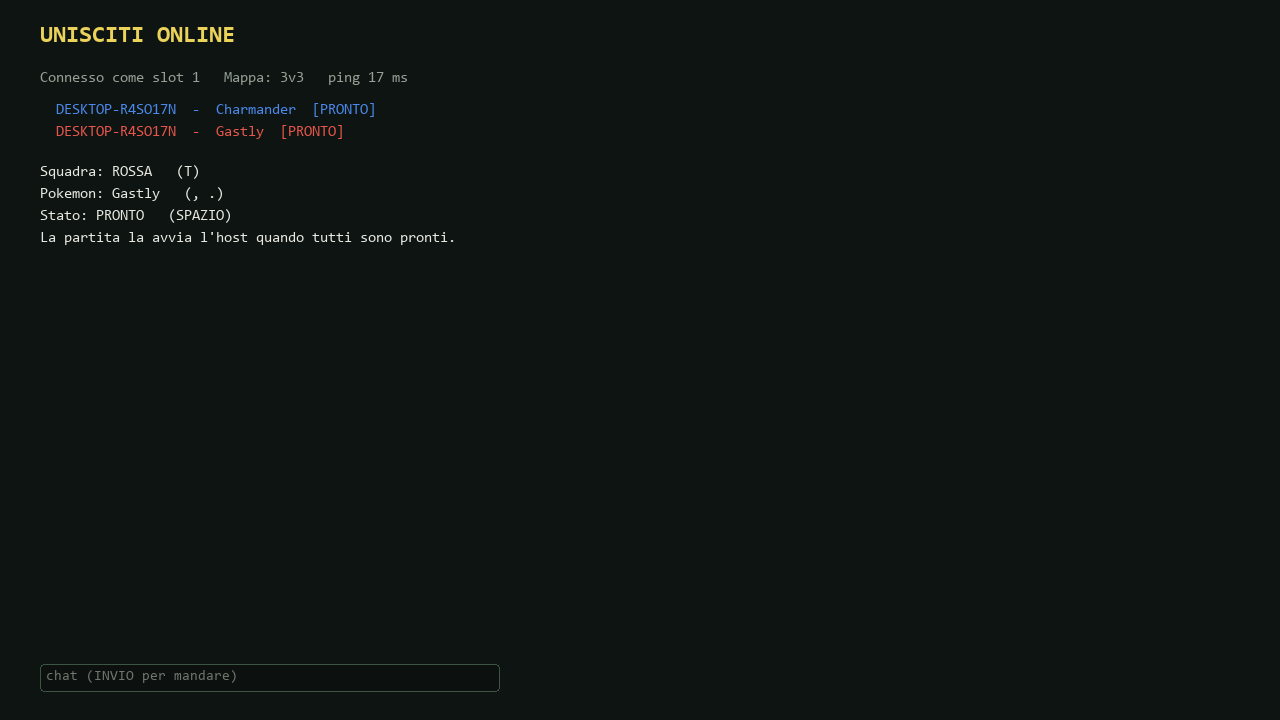 UNISCITI ONLINE
Connesso come slot 1   Mappa: 3v3   ping 17 ms
DESKTOP-R4SO17N  -  Charmander  [PRONTO]
DESKTOP-R4SO17N  -  Gastly  [PRONTO]
Squadra: ROSSA   (T)
Pokemon: Gastly   (, .)
Stato: PRONTO   (SPAZIO)
La partita la avvia l'host quando tutti sono pronti.
chat (INVIO per mandare)